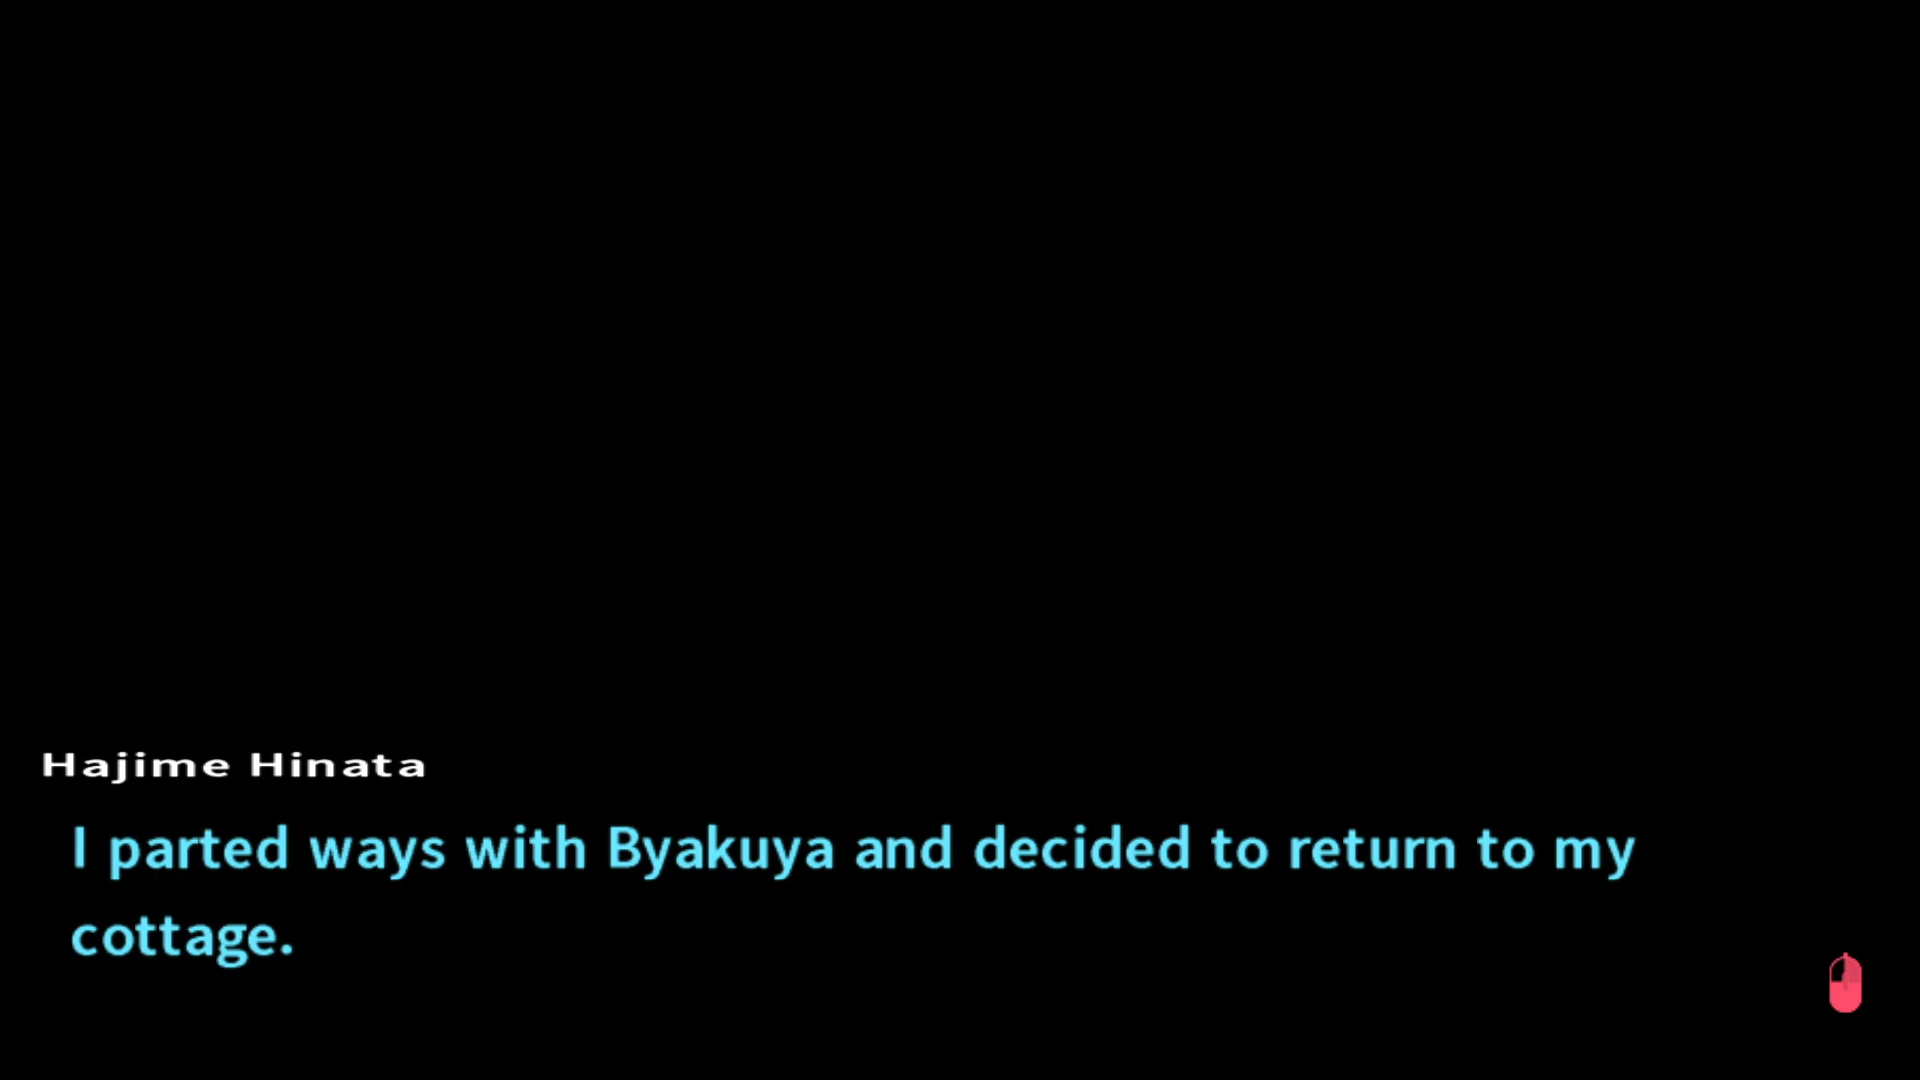 Hajime Hinata
I parted ways with Byakuya and decided to return to my
cottage.